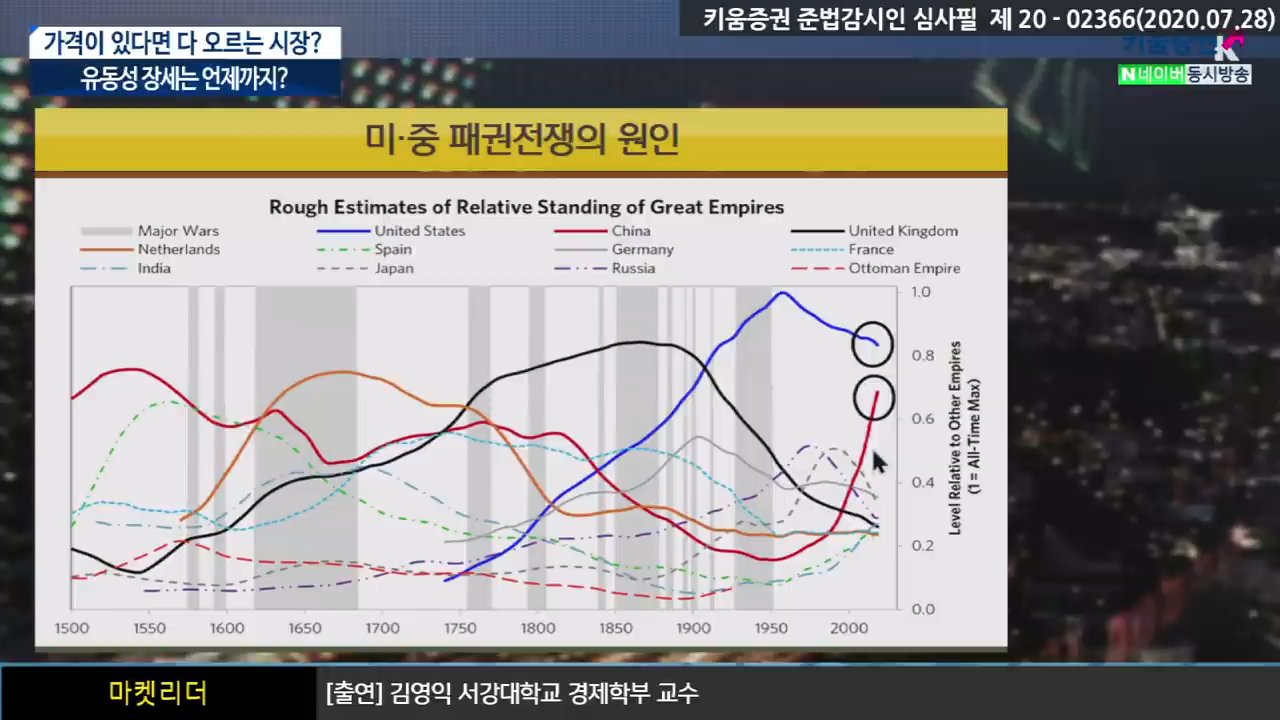 키움증권 준법감시인 심사필 제 20 - 02366(2020.07.28)
가격이 있다면 다 오르는 시장?
유동성 장세는 언제까지?
키움증권
N네이버동시방송
미·중 패권전쟁의 원인
Rough Estimates of Relative Standing of Great Empires
Major Wars United States China United Kingdom
Netherlands Spain Germany France
India Japan Russia Ottoman Empire
1.0
0.8
0.6
0.4
0.2
0.0
Level Relative to Other Empires
(1 = All-Time Max)
1500 1550 1600 1650 1700 1750 1800 1850 1900 1950 2000
마켓리더
[출연] 김영익 서강대학교 경제학부 교수